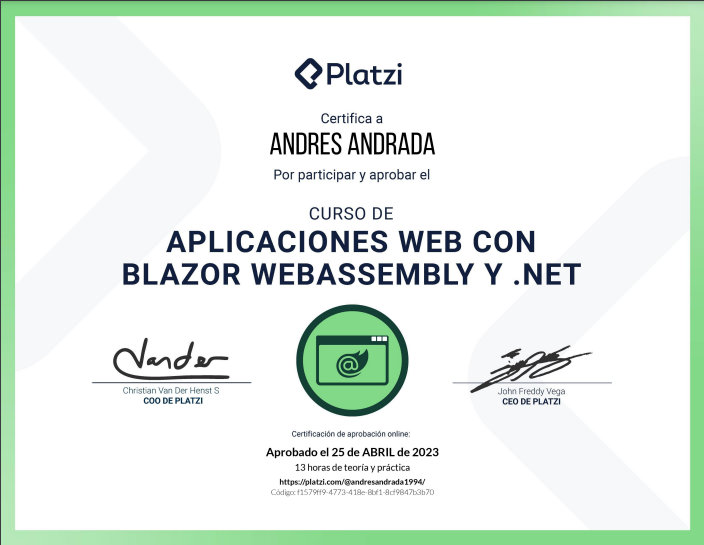 Platzi
Certifica a
ANDRES ANDRADA
Por participar y aprobar el
CURSO DE
APLICACIONES WEB CON
BLAZOR WEBASSEMBLY Y .NET
Vander
Christian Van Der Henst S
COO DE PLATZI
@
John Freddy Vega
CEO DE PLATZI
Certificación de aprobación online:
Aprobado el 25 de ABRIL de 2023
13 horas de teoría y práctica
https://platzi.com/@andresandrada1994/
Código: f1579ff9-4773-418e-8bf1-8cf9847b3b70